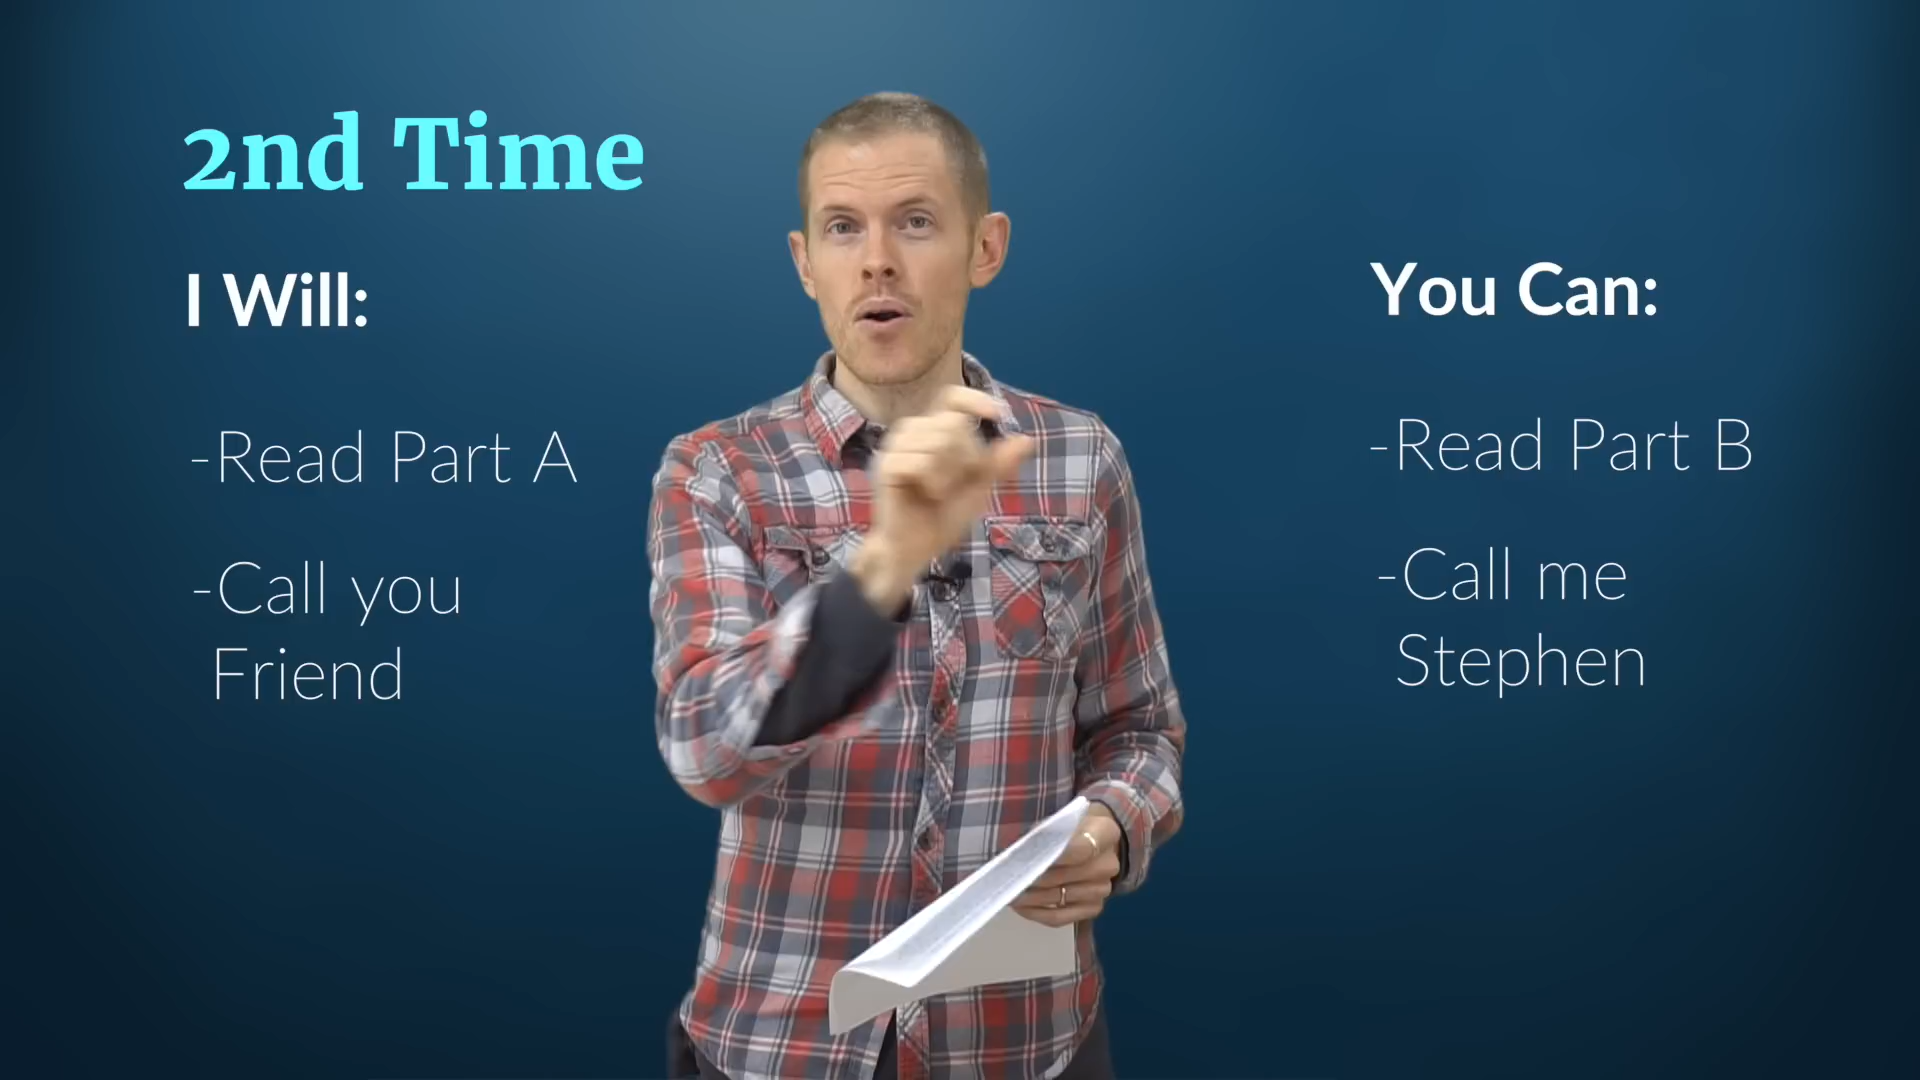 2nd Time
I Will:
-Read Part A
-Call you
Friend
You Can:
-Read Part B
-Call me
Stephen